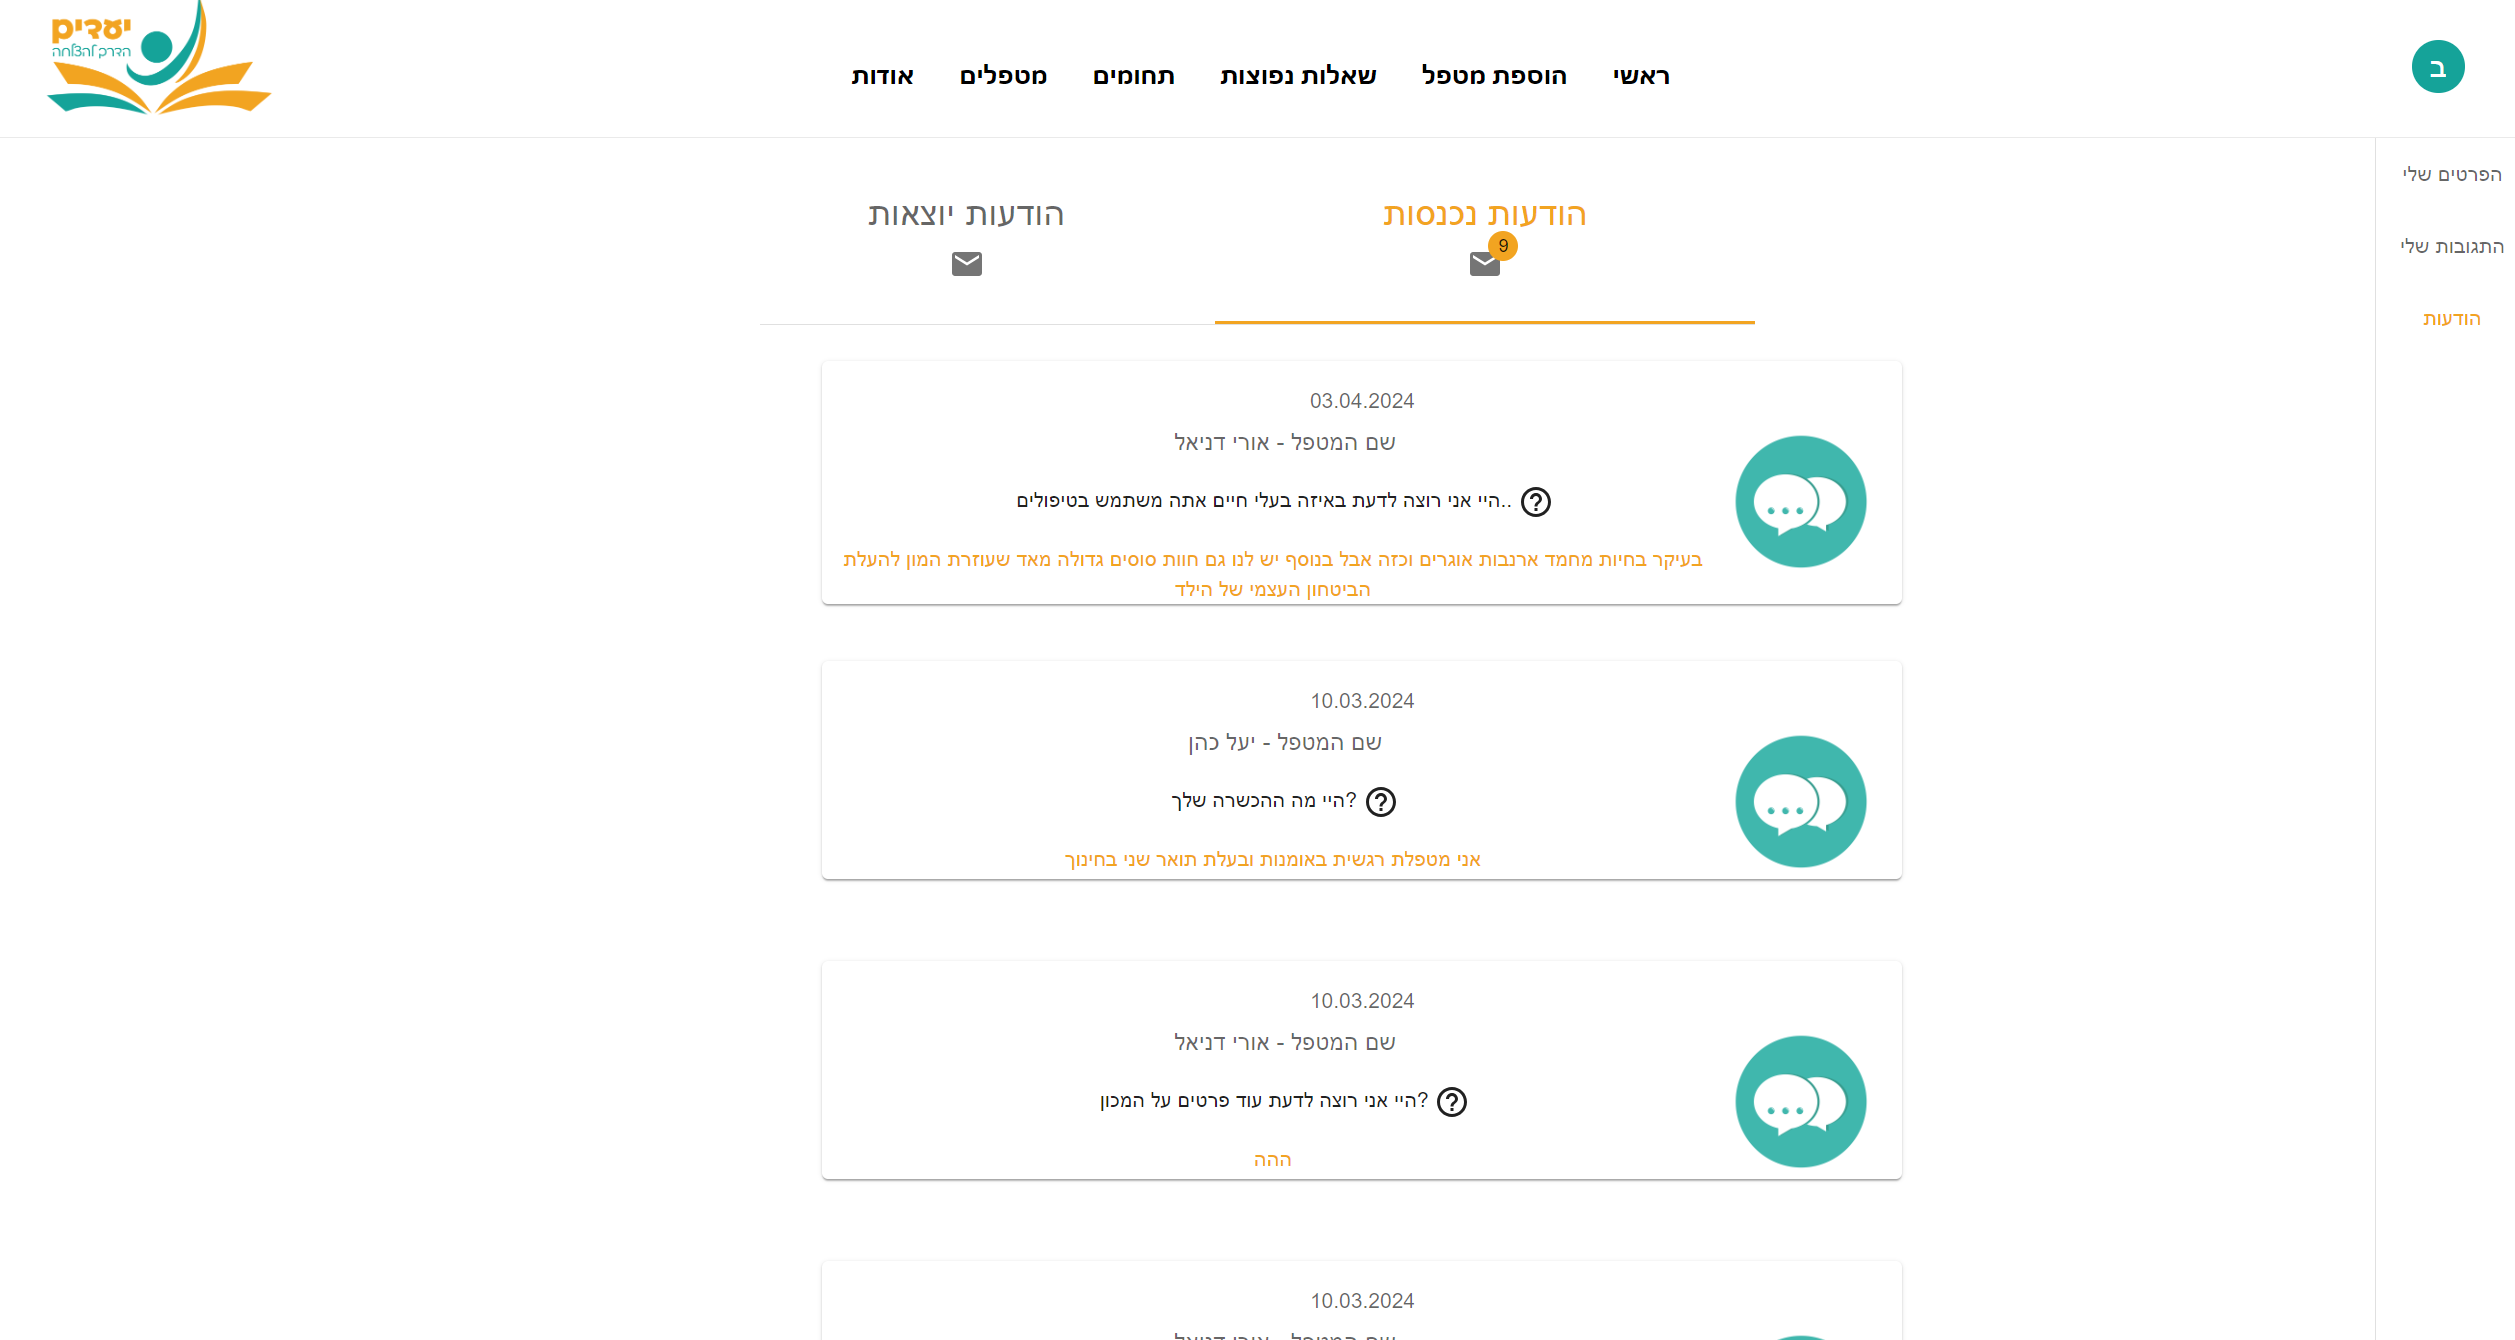 יעדים
הדרך להצלחה
ב
ראשי
הוספת מטפל
שאלות נפוצות
תחומים
מטפלים
אודות
הפרטים שלי
התגובות שלי
הודעות
הודעות נכנסות
9
הודעות יוצאות
03.04.2024
שם המטפל - אורי דניאל
היי אני רוצה לדעת באיזה בעלי חיים אתה משתמש בטיפולים..
בעיקר בחיות מחמד ארנבות אוגרים וכזה אבל בנוסף יש לנו גם חוות סוסים גדולה מאד שעוזרת המון להעלת
הביטחון העצמי של הילד
10.03.2024
שם המטפל - יעל כהן
היי מה ההכשרה שלך?
אני מטפלת רגשית באומנות ובעלת תואר שני בחינוך
10.03.2024
שם המטפל - אורי דניאל
היי אני רוצה לדעת עוד פרטים על המכון?
ההה
10.03.2024
שם המטפל - אורי דניאל